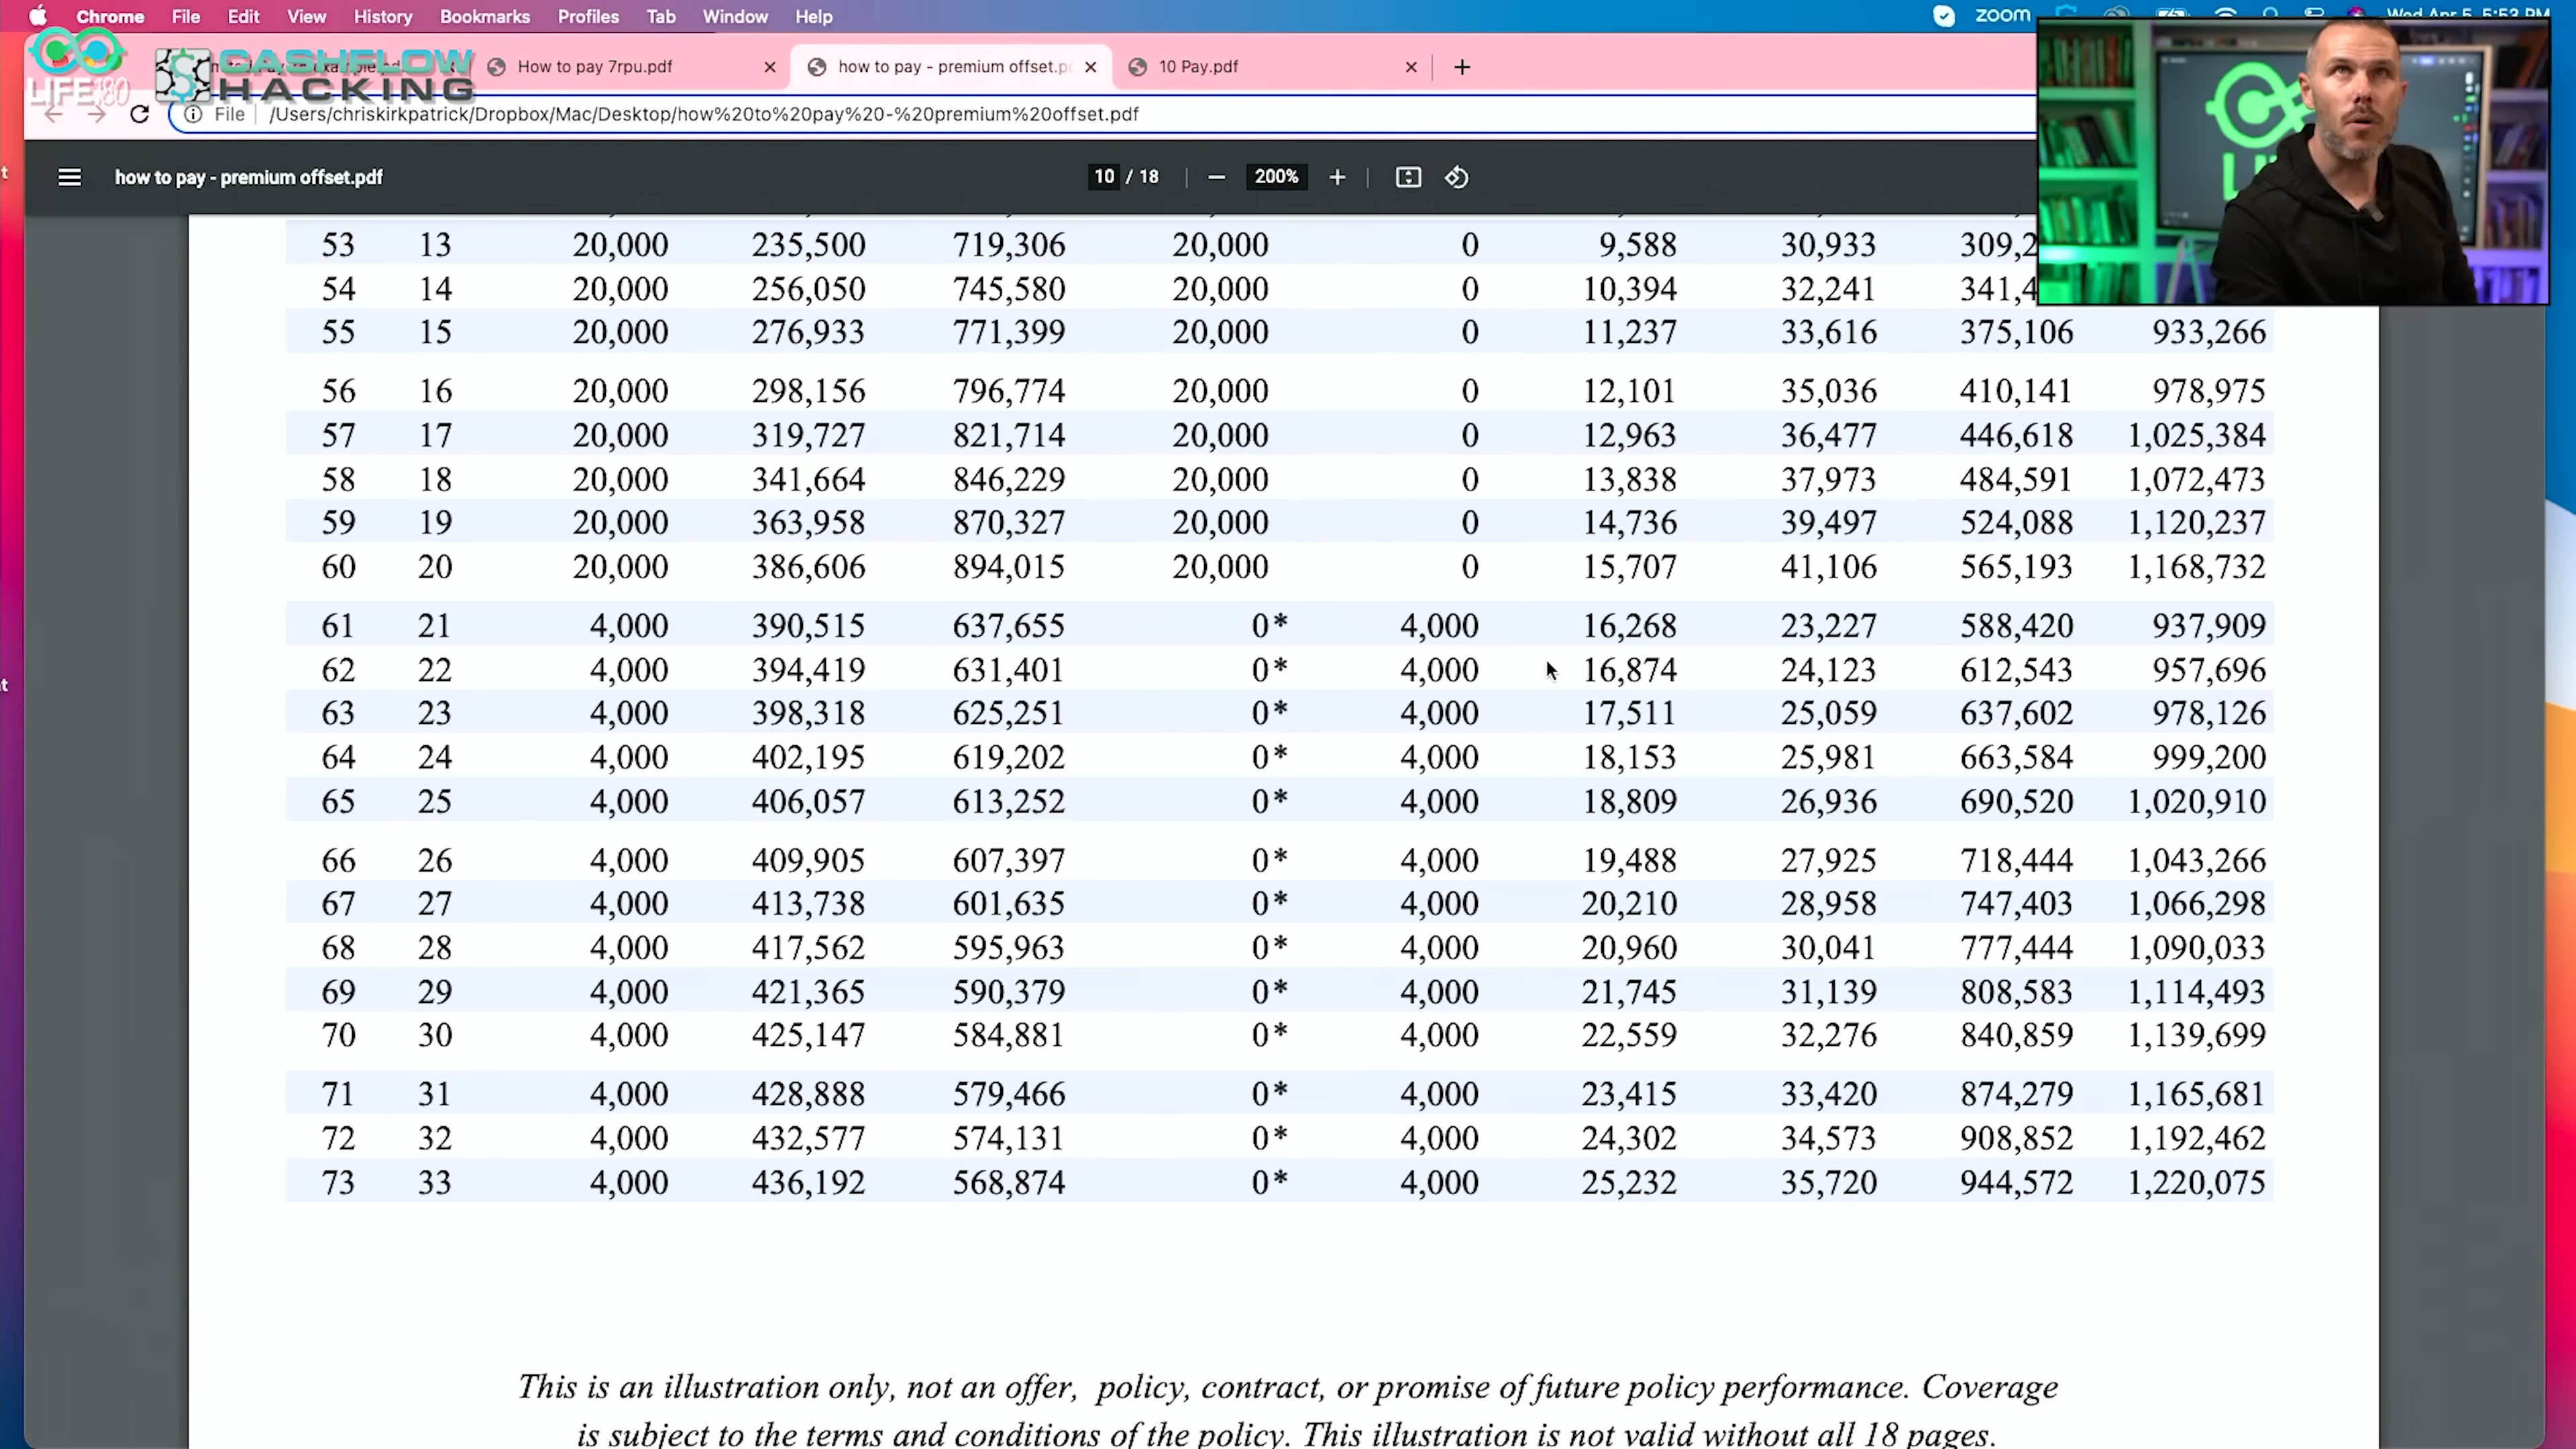 Chrome File Edit View History Bookmarks Profiles Tab Window Help zoom Wed Apr 5 5:53 PM
LIFE180 CASHFLOW HACKING
How to pay 7rpu.pdf how to pay - premium offset.p 10 Pay.pdf
File /Users/chriskirkpatrick/Dropbox/Mac/Desktop/how%20to%20pay%20-%20premium%20offset.pdf
how to pay - premium offset.pdf 10 / 18 200%
53 13 20,000 235,500 719,306 20,000 0 9,588 30,933 309,2
54 14 20,000 256,050 745,580 20,000 0 10,394 32,241 341,4
55 15 20,000 276,933 771,399 20,000 0 11,237 33,616 375,106 933,266
56 16 20,000 298,156 796,774 20,000 0 12,101 35,036 410,141 978,975
57 17 20,000 319,727 821,714 20,000 0 12,963 36,477 446,618 1,025,384
58 18 20,000 341,664 846,229 20,000 0 13,838 37,973 484,591 1,072,473
59 19 20,000 363,958 870,327 20,000 0 14,736 39,497 524,088 1,120,237
60 20 20,000 386,606 894,015 20,000 0 15,707 41,106 565,193 1,168,732
61 21 4,000 390,515 637,655 0* 4,000 16,268 23,227 588,420 937,909
62 22 4,000 394,419 631,401 0* 4,000 16,874 24,123 612,543 957,696
63 23 4,000 398,318 625,251 0* 4,000 17,511 25,059 637,602 978,126
64 24 4,000 402,195 619,202 0* 4,000 18,153 25,981 663,584 999,200
65 25 4,000 406,057 613,252 0* 4,000 18,809 26,936 690,520 1,020,910
66 26 4,000 409,905 607,397 0* 4,000 19,488 27,925 718,444 1,043,266
67 27 4,000 413,738 601,635 0* 4,000 20,210 28,958 747,403 1,066,298
68 28 4,000 417,562 595,963 0* 4,000 20,960 30,041 777,444 1,090,033
69 29 4,000 421,365 590,379 0* 4,000 21,745 31,139 808,583 1,114,493
70 30 4,000 425,147 584,881 0* 4,000 22,559 32,276 840,859 1,139,699
71 31 4,000 428,888 579,466 0* 4,000 23,415 33,420 874,279 1,165,681
72 32 4,000 432,577 574,131 0* 4,000 24,302 34,573 908,852 1,192,462
73 33 4,000 436,192 568,874 0* 4,000 25,232 35,720 944,572 1,220,075
This is an illustration only, not an offer, policy, contract, or promise of future policy performance. Coverage
is subject to the terms and conditions of the policy. This illustration is not valid without all 18 pages.